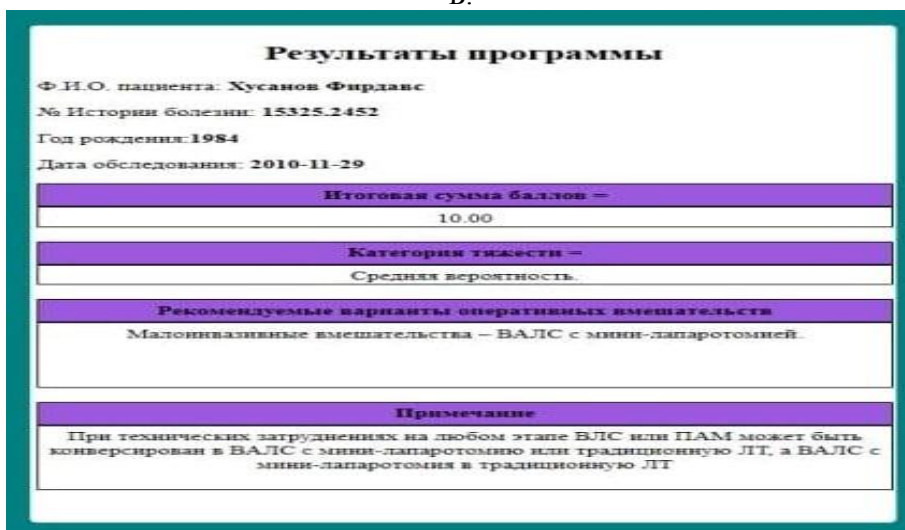 В.
Результаты программы
Ф.И.О. пациента: Хусанов Фирдавс
№ Истории болезни: 15325.2452
Год рождения:1984
Дата обследования: 2010-11-29
Итоговая сумма баллов =
10.00
Категория тяжести =
Средняя вероятность.
Рекомендуемые варианты оперативных вмешательств
Малоинвазивные вмешательства – ВАЛС с мини-лапаротомией.
Примечание
При технических затруднениях на любом этапе ВЛС или ПАМ может быть
конверсирован в ВАЛС с мини-лапаротомию или традиционную ЛТ, а ВАЛС с
мини-лапаротомия в традиционную ЛТ